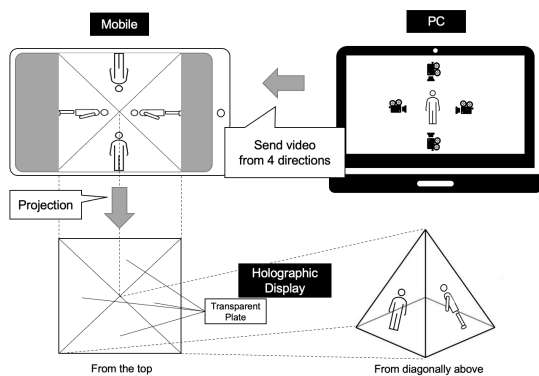 Mobile
PC
Send video
from 4 directions
Projection
Holographic
Display
Transparent
Plate
From the top
From diagonally above